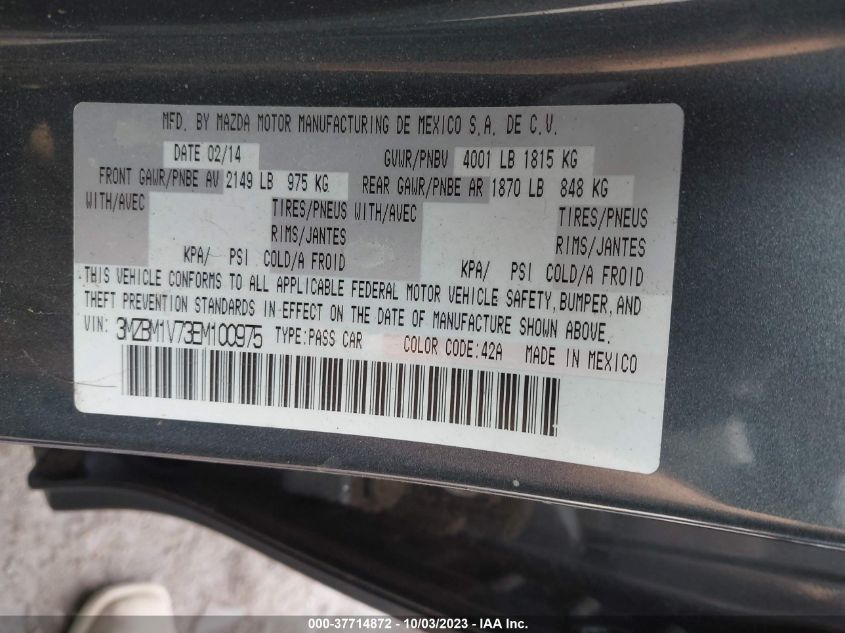 MFD. BY MAZDA MOTOR MANUFACTURING DE MEXICO S.A. DE C.V.
DATE 02/14 GVWR/PNBV 4001 LB 1815 KG
FRONT GAWR/PNBE AV 2149 LB 975 KG REAR GAWR/PNBE AR 1870 LB 848 KG
WITH/AVEC TIRES/PNEUS WITH/AVEC TIRES/PNEUS
RIMS/JANTES RIMS/JANTES
KPA/ PSI COLD/A FROID KPA/ PSI COLD/A FROID
THIS VEHICLE CONFORMS TO ALL APPLICABLE FEDERAL MOTOR VEHICLE SAFETY, BUMPER, AND
THEFT PREVENTION STANDARDS IN EFFECT ON THE DATE OF MANUFACTURE SHOWN ABOVE.
VIN: 3MZBM1V73EM100975 TYPE:PASS CAR COLOR CODE:42A MADE IN MEXICO
000-37714872 - 10/03/2023 - IAA Inc.